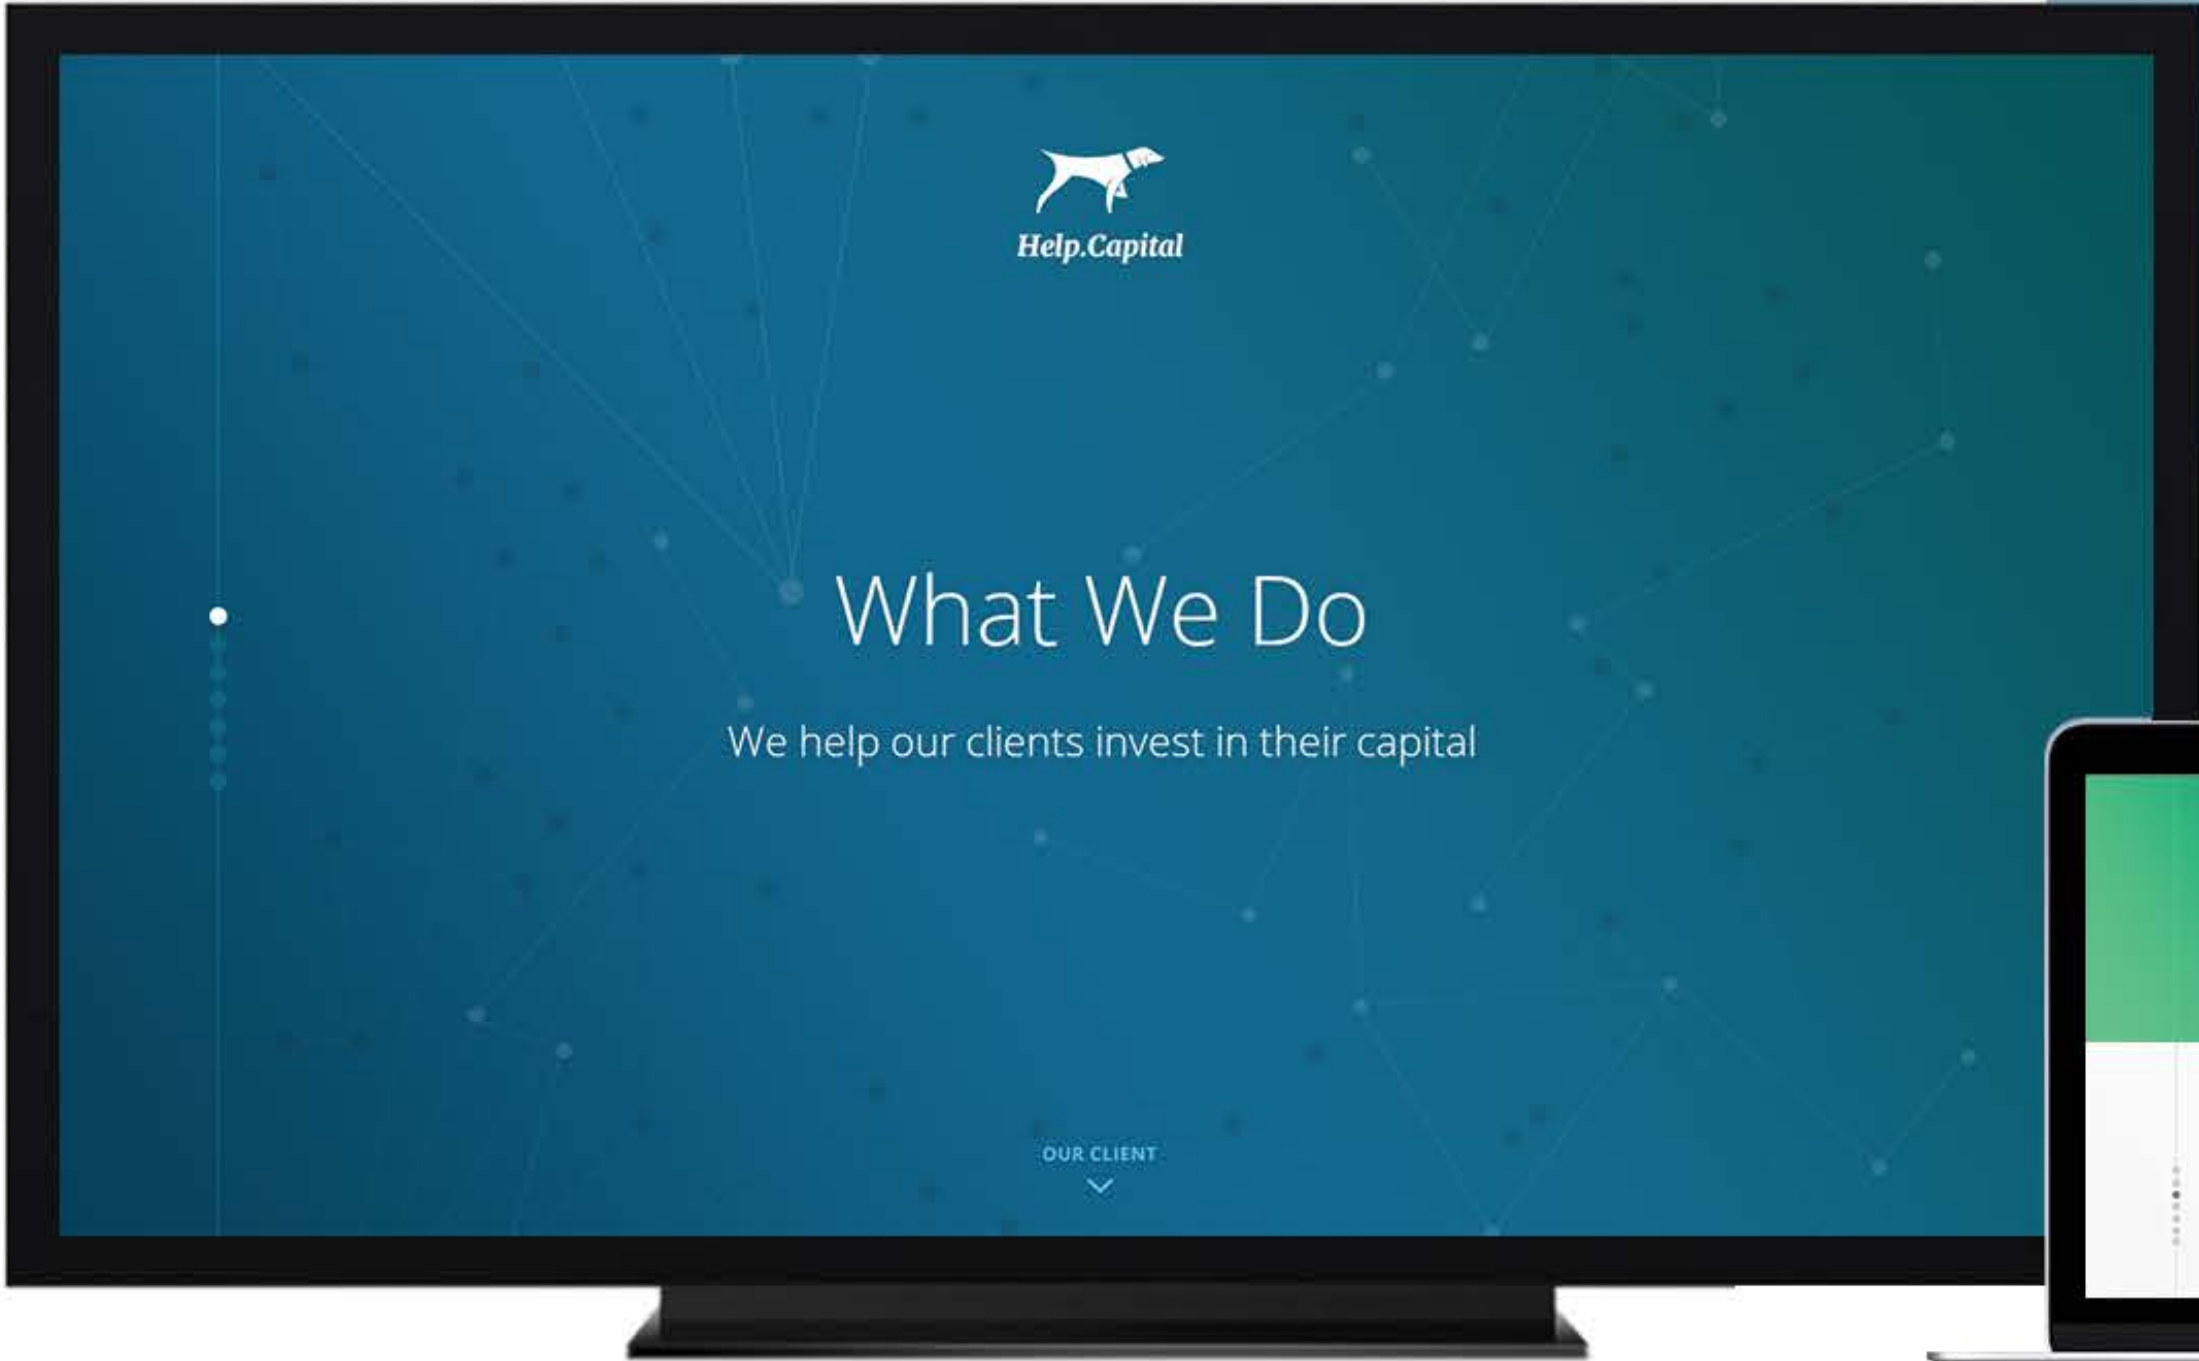 Help.Capital
What We Do
We help our clients invest in their capital
OUR CLIENT